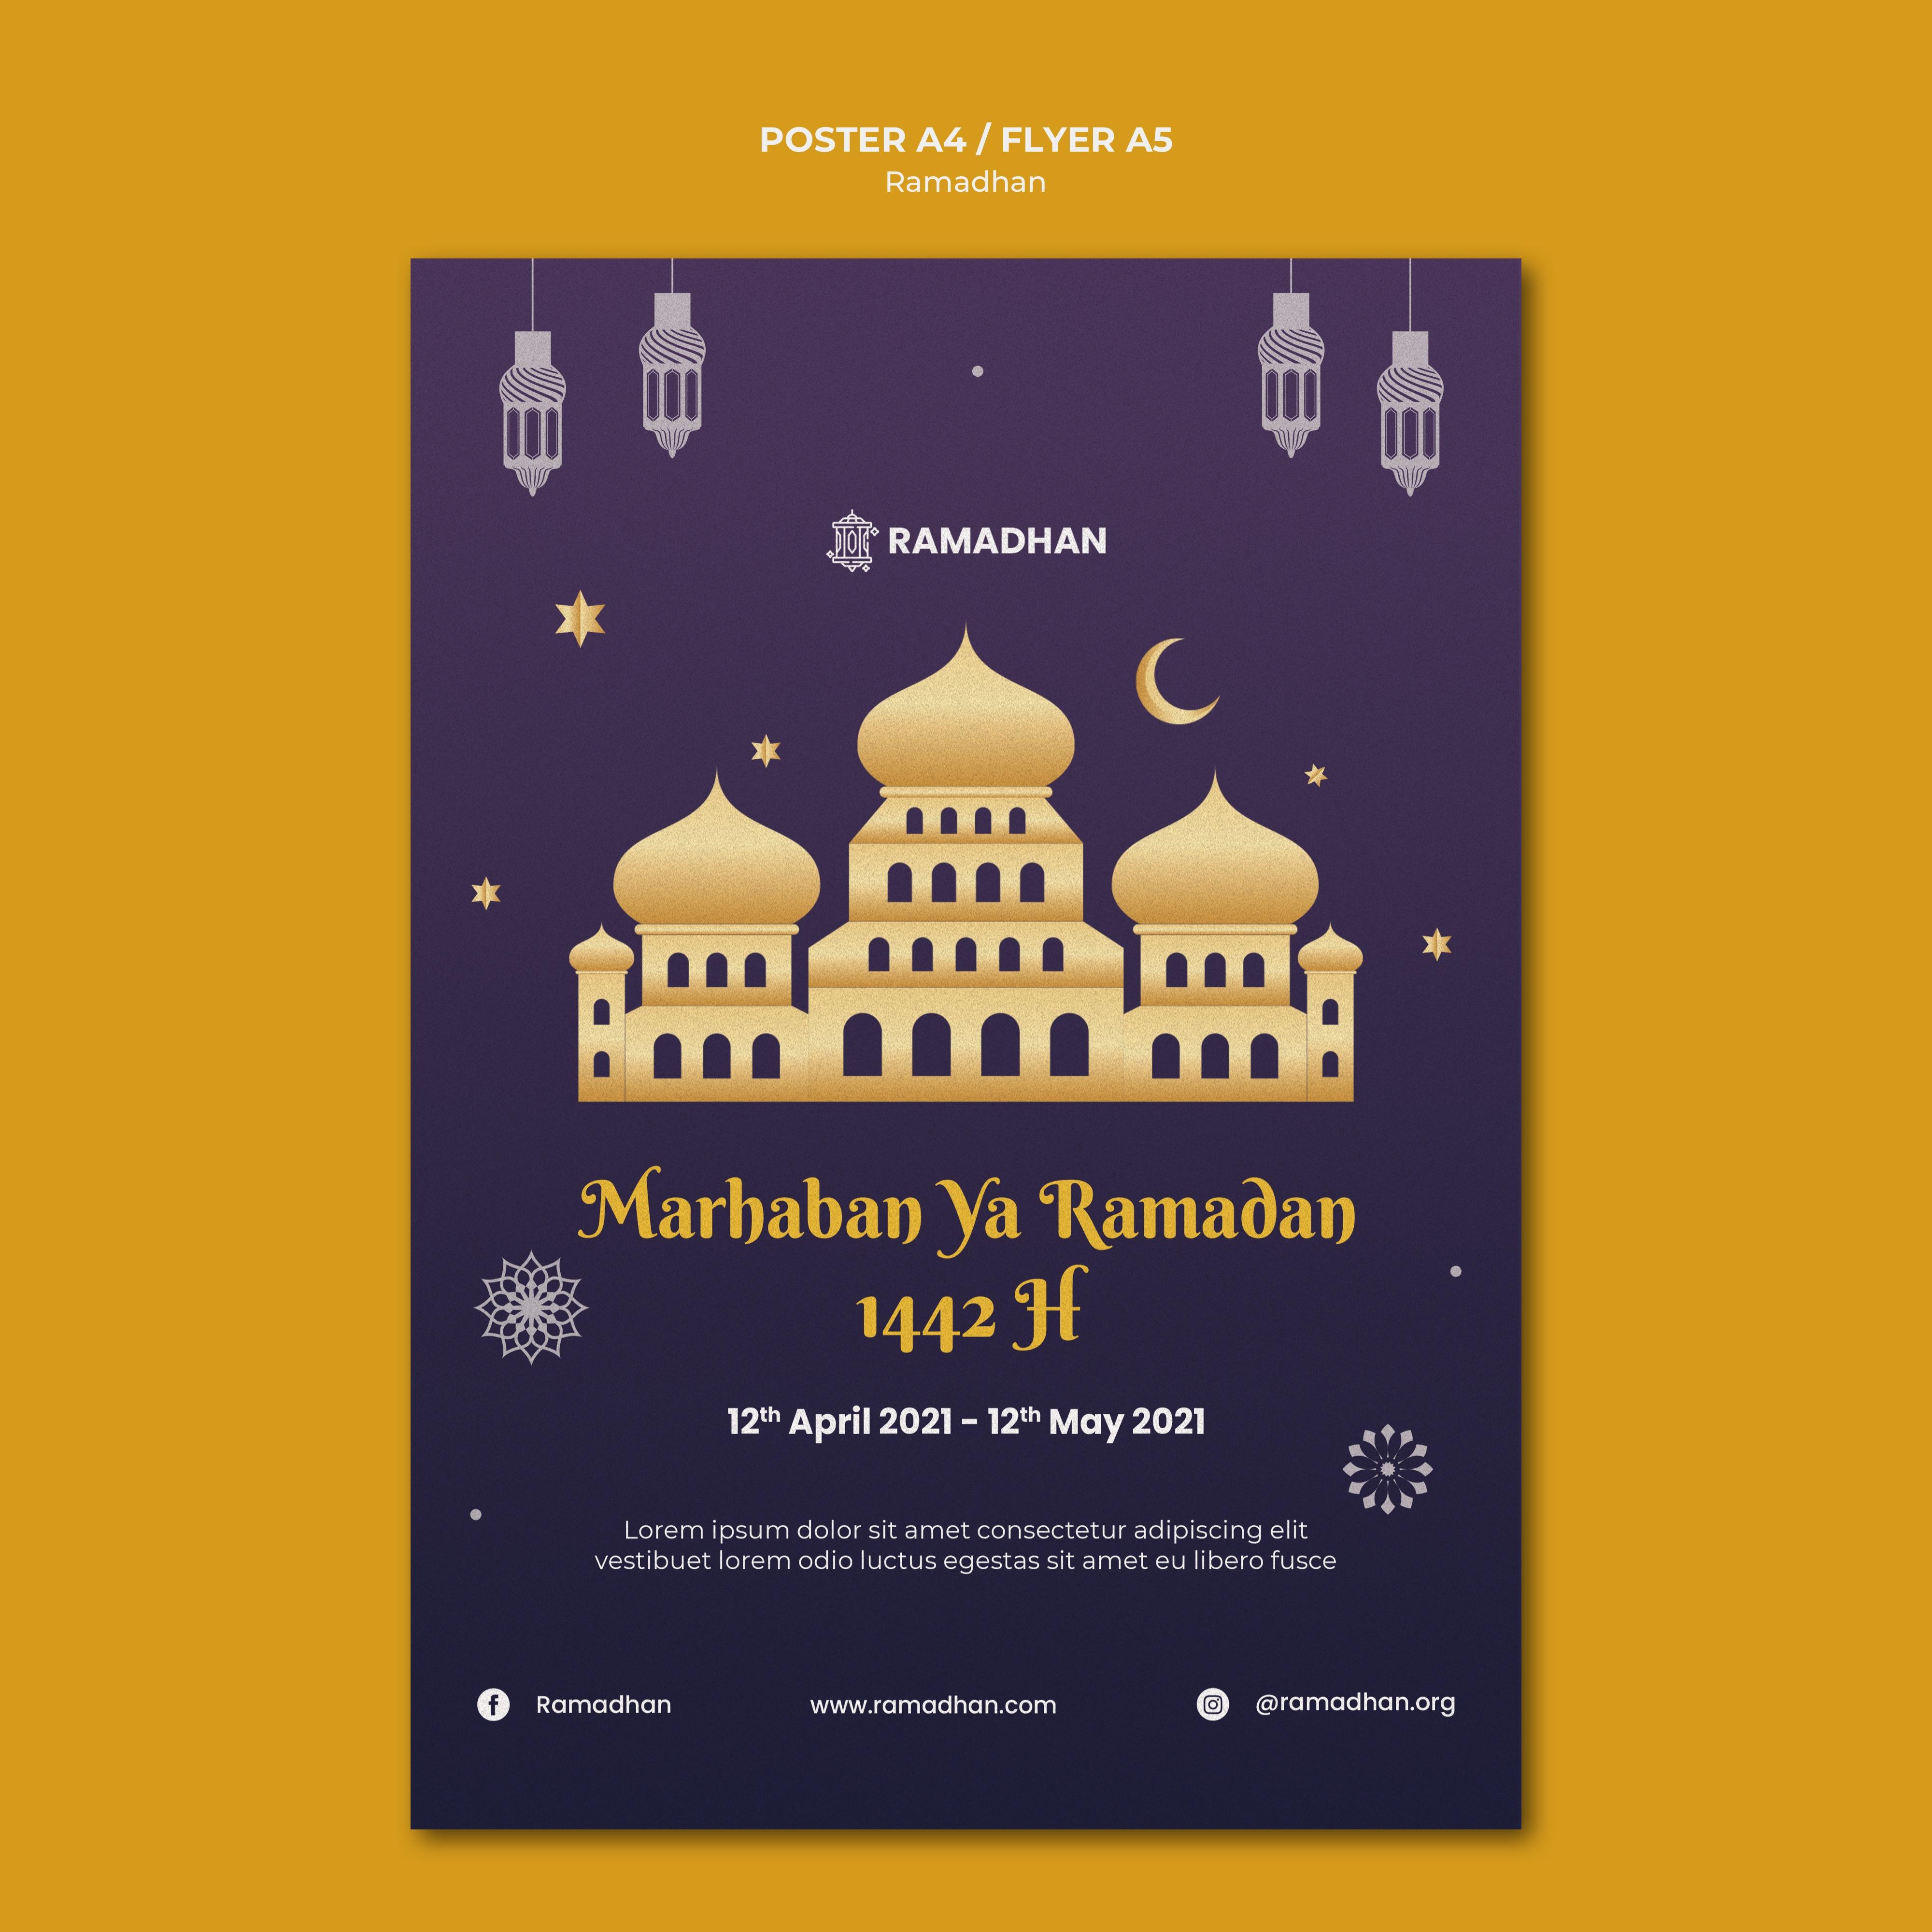 POSTER A4 / FLYER A5
Ramadhan
RAMADHAN
Marhaban Ya Ramadan
1442 H
12th April 2021 - 12th May 2021
Lorem ipsum dolor sit amet consectetur adipiscing elit
vestibuet lorem odio luctus egestas sit amet eu libero fusce
Ramadhan
www.ramadhan.com
@ramadhan.org